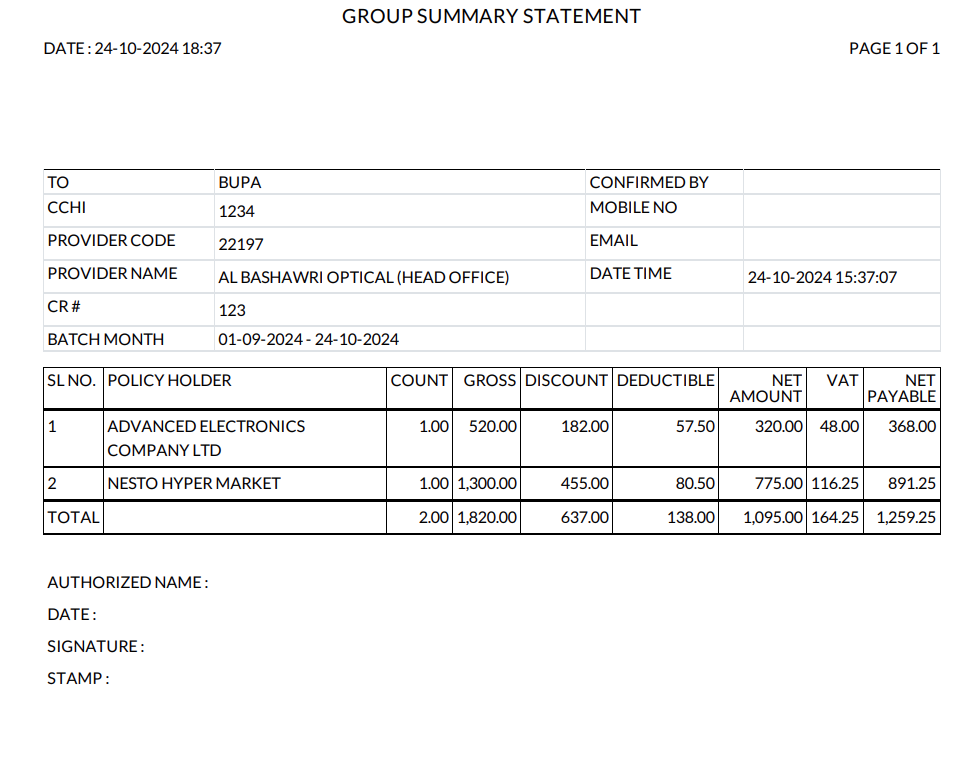 GROUP SUMMARY STATEMENT
DATE : 24-10-2024 18:37 PAGE 1 OF 1
TO BUPA CONFIRMED BY
CCHI 1234 MOBILE NO
PROVIDER CODE 22197 EMAIL
PROVIDER NAME AL BASHAWRI OPTICAL (HEAD OFFICE) DATE TIME 24-10-2024 15:37:07
CR # 123
BATCH MONTH 01-09-2024 - 24-10-2024
SL NO. POLICY HOLDER COUNT GROSS DISCOUNT DEDUCTIBLE NET AMOUNT VAT NET PAYABLE
1 ADVANCED ELECTRONICS 1.00 520.00 182.00 57.50 320.00 48.00 368.00
COMPANY LTD
2 NESTO HYPER MARKET 1.00 1,300.00 455.00 80.50 775.00 116.25 891.25
TOTAL 2.00 1,820.00 637.00 138.00 1,095.00 164.25 1,259.25
AUTHORIZED NAME :
DATE :
SIGNATURE :
STAMP :